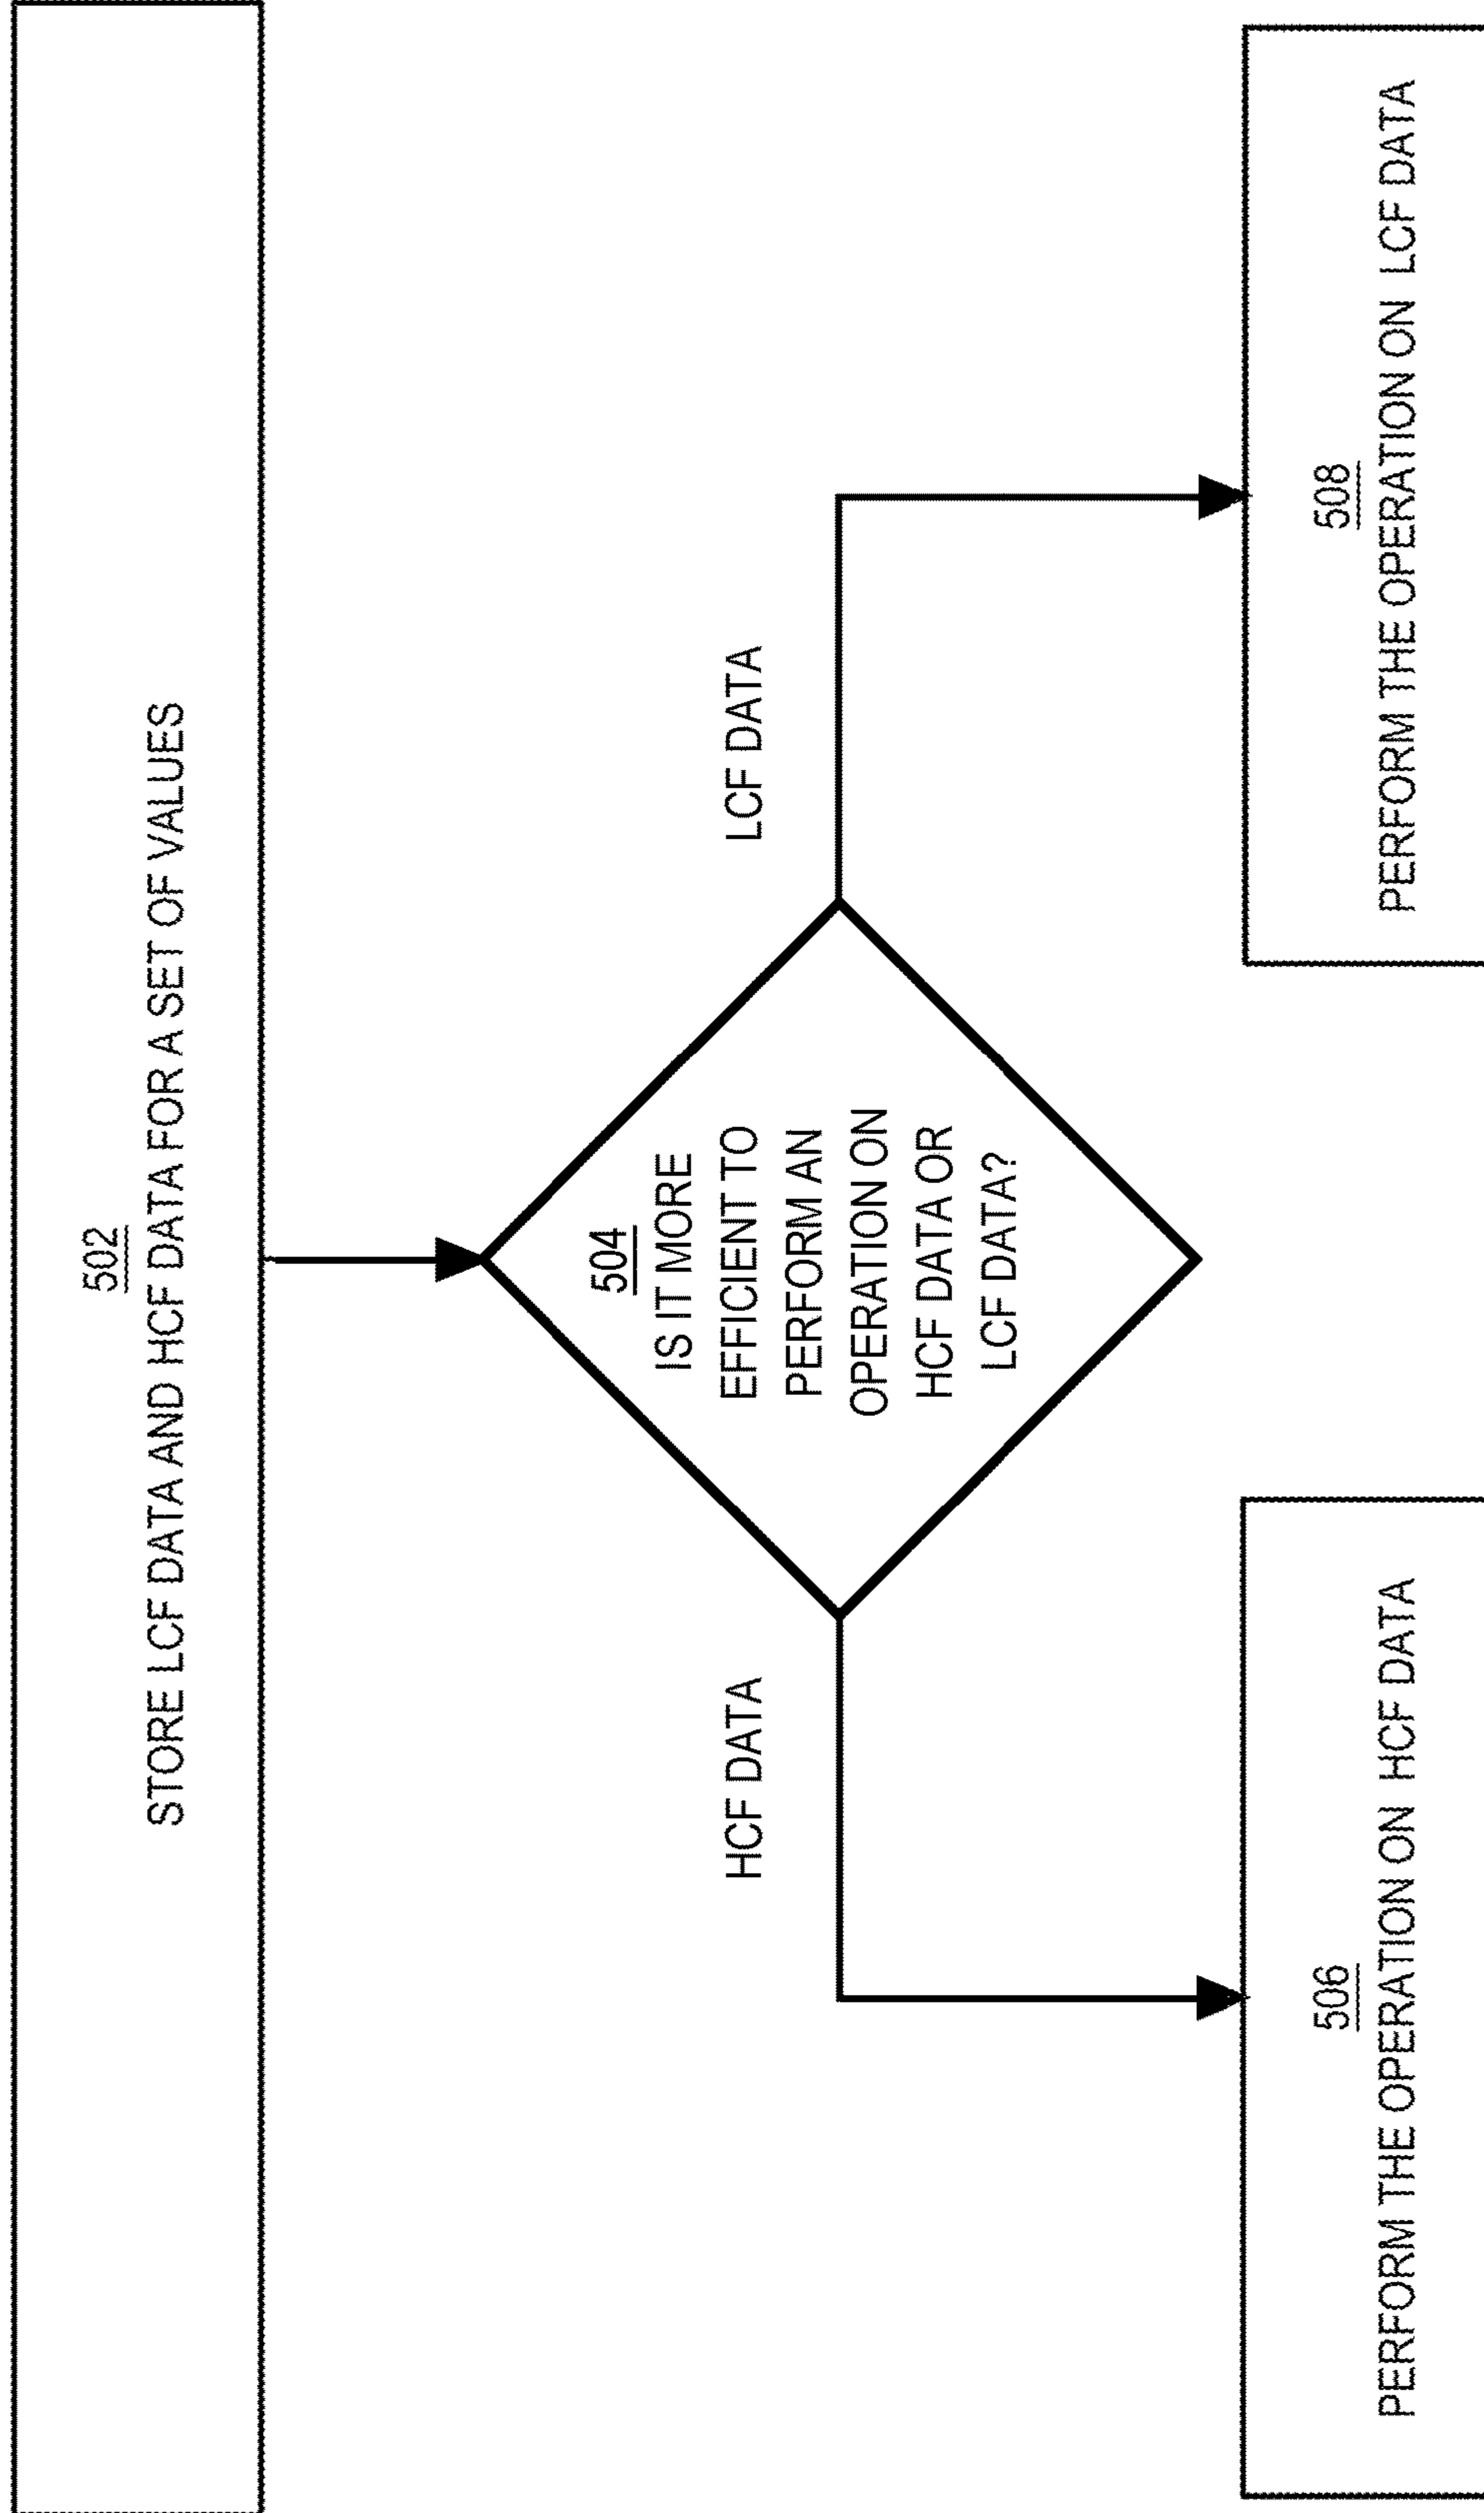 502
STORE LCF DATA AND HCF DATA FOR A SET OF VALUES
504
IS IT MORE
EFFICIENT TO
PERFORM AN
OPERATION ON
HCF DATA OR
LCF DATA?
HCF DATA
LCF DATA
506
PERFORM THE OPERATION ON HCF DATA
508
PERFORM THE OPERATION ON LCF DATA